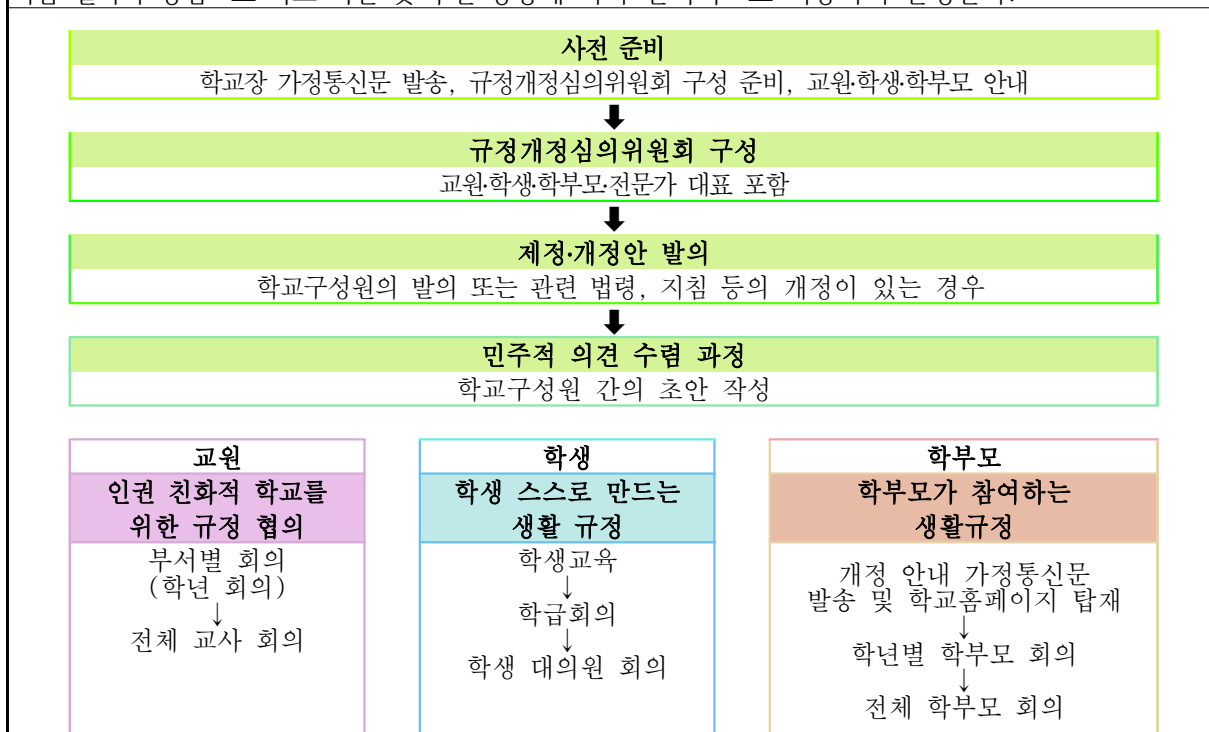 사전 준비
학교장 가정통신문 발송, 규정개정심의위원회 구성 준비, 교원·학생·학부모 안내
규정개정심의위원회 구성
교원·학생·학부모·전문가 대표 포함
제정·개정안 발의
학교구성원의 발의 또는 관련 법령, 지침 등의 개정이 있는 경우
민주적 의견 수렴 과정
학교구성원 간의 초안 작성
교원
인권 친화적 학교를
위한 규정 협의
부서별 회의
(학년 회의)
↓
전체 교사 회의
학생
학생 스스로 만드는
생활 규정
학생교육
↓
학급회의
↓
학생 대의원 회의
학부모
학부모가 참여하는
생활규정
개정 안내 가정통신문
발송 및 학교홈페이지 탑재
↓
학년별 학부모 회의
↓
전체 학부모 회의